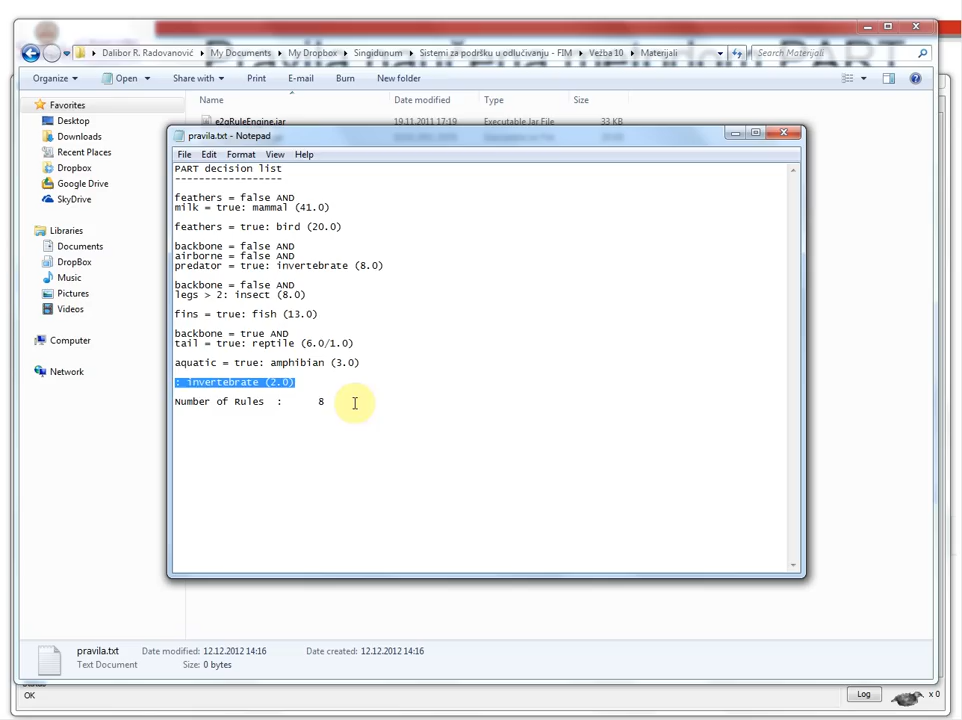 Pravila naučena metodom PART
Dalibor R. Radovanović
My Documents
My Dropbox
Singidunum
Sistemi za podršku u odlučivanju - FIM
Vežba 10
Materijali
Search Materijali
Organize
Open
Share with
Print
E-mail
Burn
New folder
Favorites
Desktop
Downloads
Recent Places
Dropbox
Google Drive
SkyDrive
Libraries
Documents
DropBox
Music
Pictures
Videos
Computer
Network
Name
Date modified
Type
Size
e2gRuleEngine.jar
19.11.2011 17:19
Executable Jar File
33 KB
pravila.txt - Notepad
File Edit Format View Help
PART decision list
------------------
feathers = false AND
milk = true: mammal (41.0)
feathers = true: bird (20.0)
backbone = false AND
airborne = false AND
predator = true: invertebrate (8.0)
backbone = false AND
legs > 2: insect (8.0)
fins = true: fish (13.0)
backbone = true AND
tail = true: reptile (6.0/1.0)
aquatic = true: amphibian (3.0)
: invertebrate (2.0)
Number of Rules : 8
pravila.txt
Date modified: 12.12.2012 14:16
Date created: 12.12.2012 14:16
Text Document
Size: 0 bytes
OK
Log
x 0